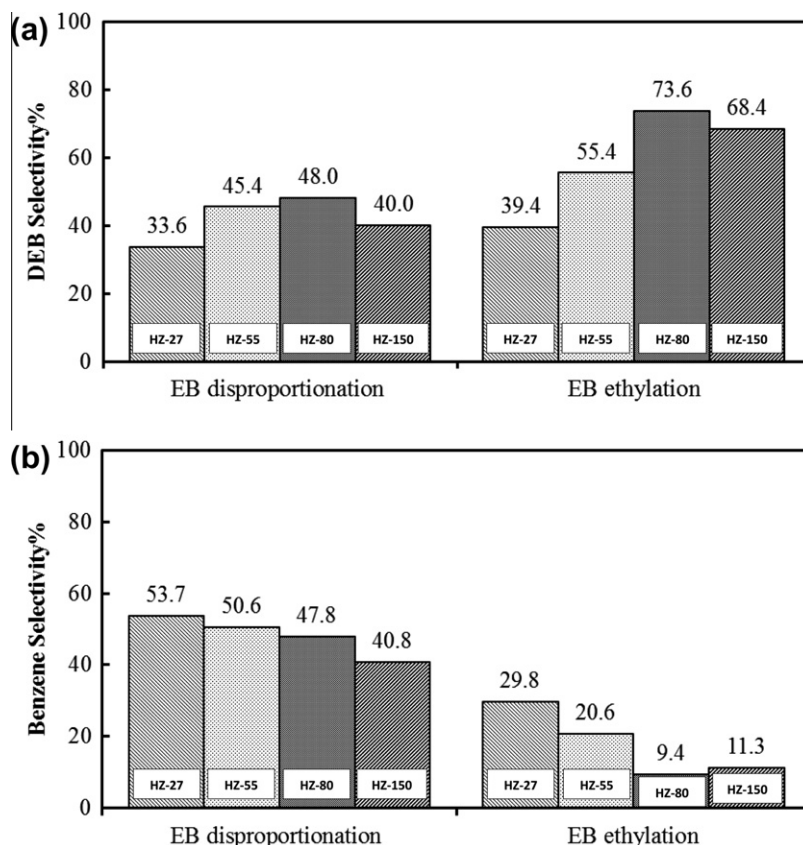 (a)
DEB Selectivity%
100
80
60
40
20
0
33.6
45.4
48.0
40.0
39.4
55.4
73.6
68.4
HZ-27
HZ-55
HZ-80
HZ-150
HZ-27
HZ-55
HZ-80
HZ-150
EB disproportionation
EB ethylation
(b)
Benzene Selectivity%
100
80
60
40
20
0
53.7
50.6
47.8
40.8
29.8
20.6
9.4
11.3
HZ-27
HZ-55
HZ-80
HZ-150
HZ-27
HZ-55
HZ-80
HZ-150
EB disproportionation
EB ethylation